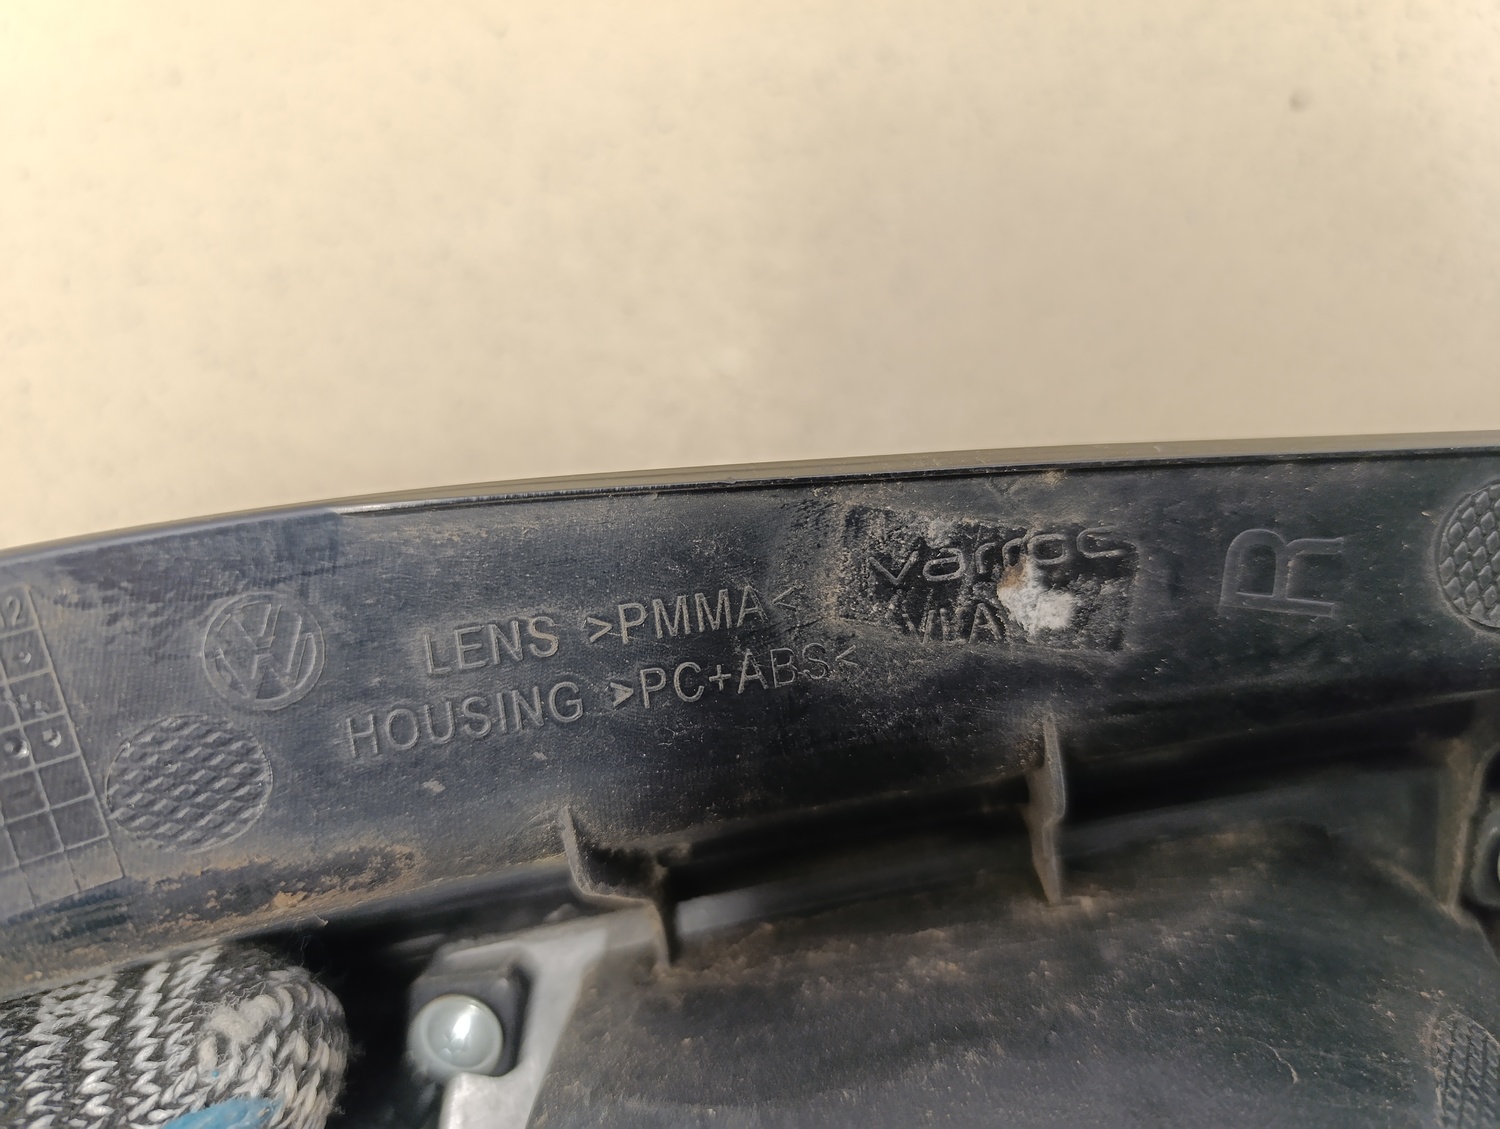 LENS >PMMA<
HOUSING >PC+ABS<
varroc
R